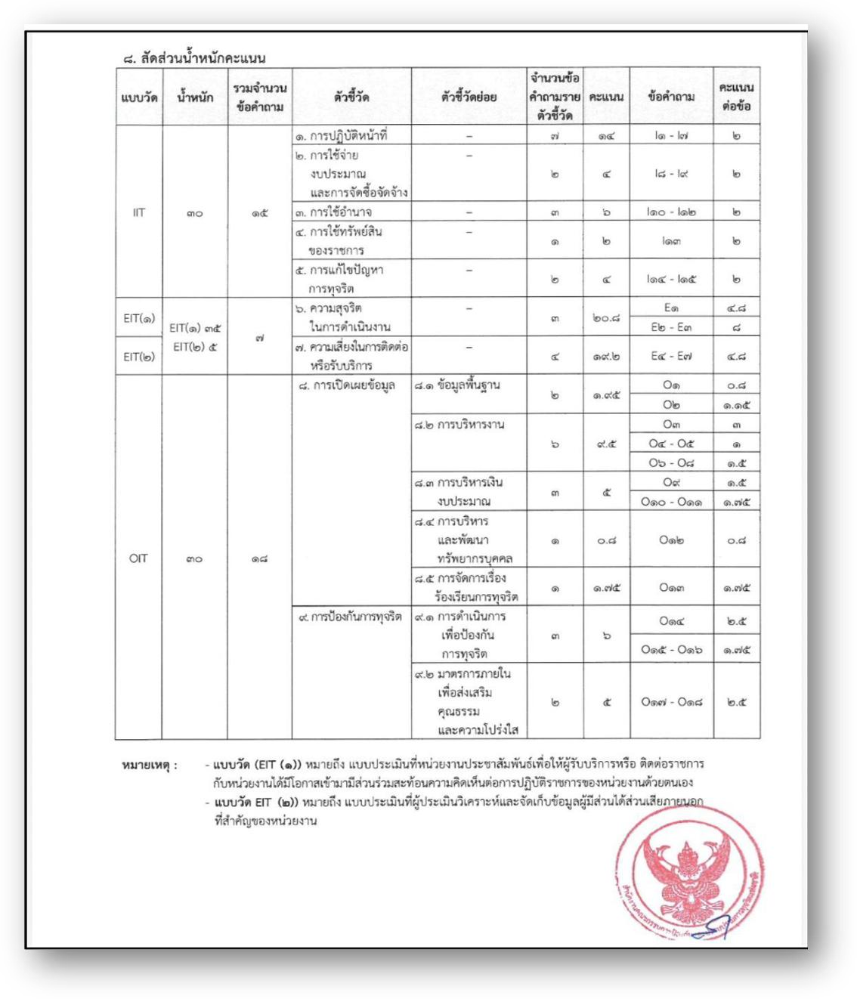 ๘. สัดส่วนน้ำหนักคะแนน
แบบวัด น้ำหนัก รวมจำนวนข้อคำถาม ตัวชี้วัด ตัวชี้วัดย่อย จำนวนข้อคำถามรายตัวชี้วัด คะแนน ข้อคำถาม คะแนนต่อข้อ
IIT ๓๐ ๑๕
๑. การปฏิบัติหน้าที่ – ๗ ๑๔ I๑ - I๗ ๒
๒. การใช้จ่าย –
งบประมาณ ๒ ๔ I๘ - I๙ ๒
และการจัดซื้อจัดจ้าง
๓. การใช้อำนาจ – ๓ ๖ I๑๐ - I๑๒ ๒
๔. การใช้ทรัพย์สิน –
ของราชการ ๑ ๒ I๑๓ ๒
๕. การแก้ไขปัญหา –
การทุจริต ๒ ๔ I๑๔ - I๑๕ ๒
EIT(๑) EIT(๑) ๓๕ ๗
๖. ความสุจริต – ๓ ๒๐.๘ E๑ ๔.๘
ในการดำเนินงาน E๒ - E๓ ๘
EIT(๒) EIT(๒) ๕
๗. ความเสี่ยงในการติดต่อ – ๔ ๑๙.๒ E๔ - E๗ ๔.๘
หรือรับบริการ
OIT ๓๐ ๑๘
๘. การเปิดเผยข้อมูล ๘.๑ ข้อมูลพื้นฐาน ๒ ๑.๙๕ O๑ ๐.๘
O๒ ๑.๑๕
๘.๒ การบริหารงาน ๖ ๙.๕ O๓ ๓
O๔ - O๕ ๑
O๖ - O๘ ๑.๕
๘.๓ การบริหารเงิน ๓ ๕ O๙ ๑.๕
งบประมาณ O๑๐ - O๑๑ ๑.๗๕
๘.๔ การบริหาร
และพัฒนา ๑ ๐.๘ O๑๒ ๐.๘
ทรัพยากรบุคคล
๘.๕ การจัดการเรื่อง ๑ ๑.๗๕ O๑๓ ๑.๗๕
ร้องเรียนการทุจริต
๙. การป้องกันการทุจริต ๙.๑ การดำเนินการ O๑๔ ๒.๕
เพื่อป้องกัน ๓ ๖
การทุจริต O๑๕ - O๑๖ ๑.๗๕
๙.๒ มาตรการภายใน
เพื่อส่งเสริม ๒ ๕ O๑๗ - O๑๘ ๒.๕
คุณธรรม
และความโปร่งใส
หมายเหตุ : - แบบวัด (EIT (๑)) หมายถึง แบบประเมินที่หน่วยงานประชาสัมพันธ์เพื่อให้ผู้รับบริการหรือ ติดต่อราชการ
กับหน่วยงานได้มีโอกาสเข้ามามีส่วนร่วมสะท้อนความคิดเห็นต่อการปฏิบัติราชการของหน่วยงานด้วยตนเอง
- แบบวัด EIT (๒)) หมายถึง แบบประเมินที่ผู้ประเมินวิเคราะห์และจัดเก็บข้อมูลผู้มีส่วนได้ส่วนเสียภายนอก
ที่สำคัญของหน่วยงาน